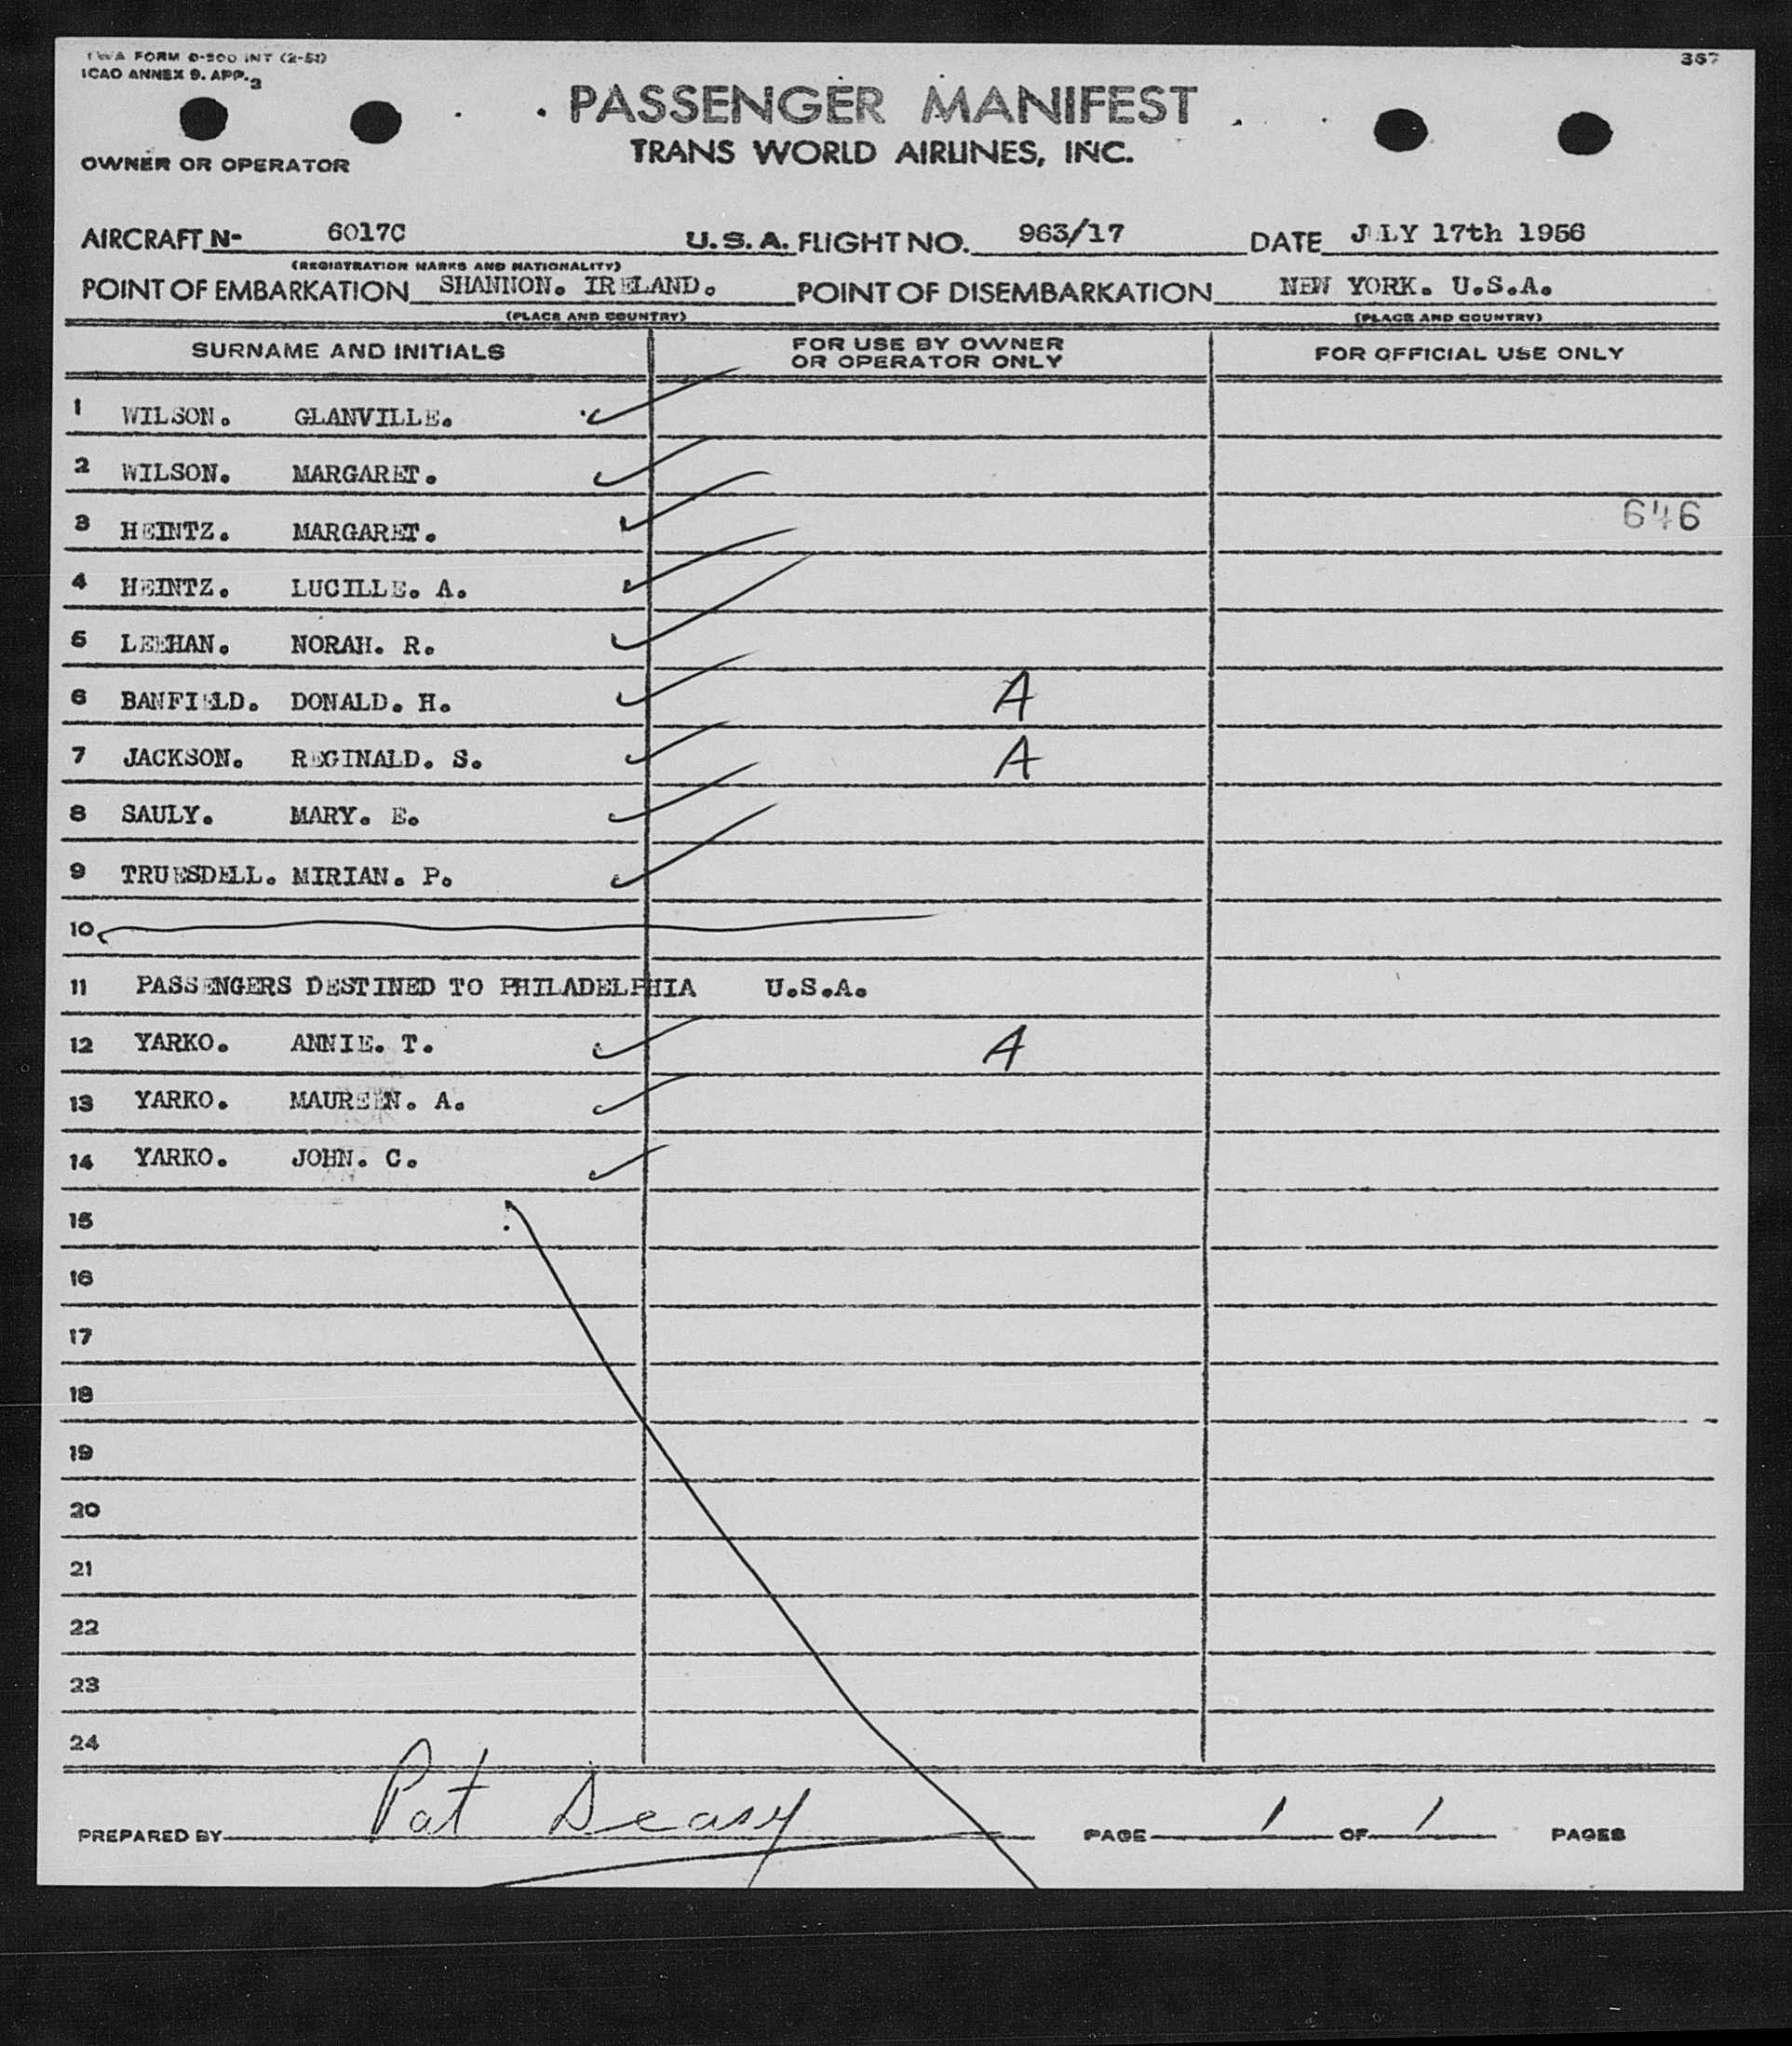 TWA FORM O-200 INT (2-51)
ICAO ANNEX 9. APP. 2
367
PASSENGER MANIFEST
TRANS WORLD AIRLINES, INC.
OWNER OR OPERATOR
AIRCRAFT N- 6017C U.S.A. FLIGHT NO. 963/17 DATE JULY 17th 1956
(REGISTRATION MARKS AND NATIONALITY)
POINT OF EMBARKATION SHANNON. IRELAND. POINT OF DISEMBARKATION NEW YORK. U.S.A.
(PLACE AND COUNTRY) (PLACE AND COUNTRY)
SURNAME AND INITIALS FOR USE BY OWNER OR OPERATOR ONLY FOR OFFICIAL USE ONLY
1 WILSON. GLANVILLE.
2 WILSON. MARGARET.
646
3 HEINTZ. MARGARET.
4 HEINTZ. LUCILLE. A.
5 LEEHAN. NORAH. R.
6 BANFIELD. DONALD. H. A
7 JACKSON. REGINALD. S. A
8 SAULY. MARY. E.
9 TRUESDELL. MIRIAN. P.
10
11 PASSENGERS DESTINED TO PHILADELPHIA U.S.A.
12 YARKO. ANNIE. T. A
13 YARKO. MAUREEN. A.
14 YARKO. JOHN. C.
15
16
17
18
19
20
21
22
23
24
PREPARED BY Pat Deasy PAGE 1 OF 1 PAGES